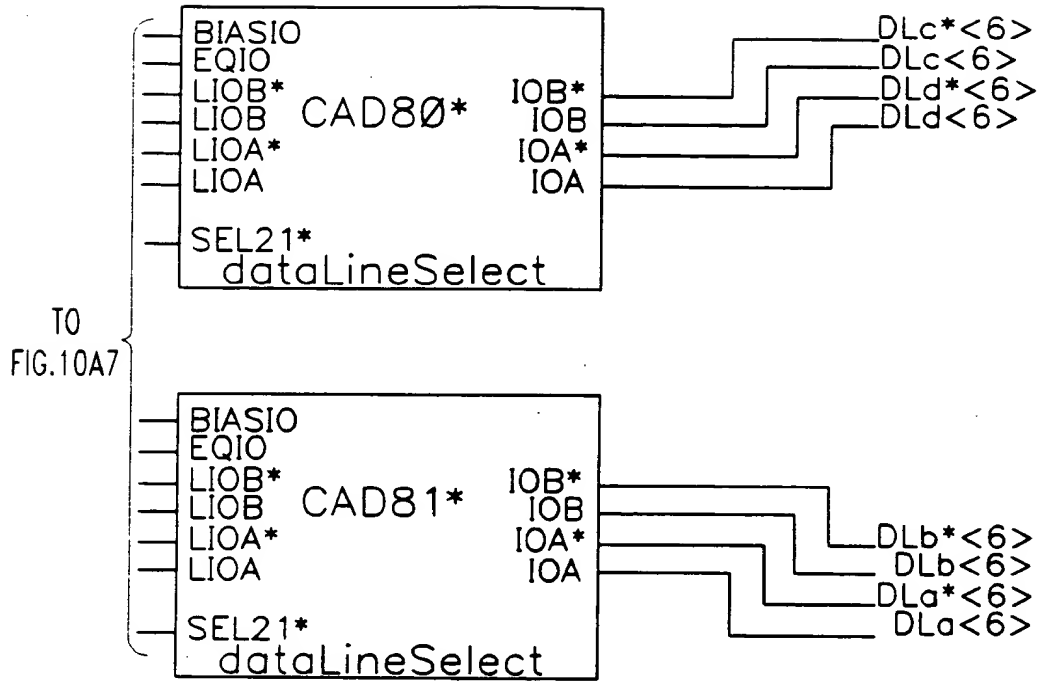 BIASIO
EQIO
LIOB*
LIOB
LIOA*
LIOA
SEL21*
CAD80*
IOB*
IOB
IOA*
IOA
dataLineSelect
DLc*<6>
DLc<6>
DLd*<6>
DLd<6>
TO
FIG.10A7
BIASIO
EQIO
LIOB*
LIOB
LIOA*
LIOA
SEL21*
CAD81*
IOB*
IOB
IOA*
IOA
dataLineSelect
DLb*<6>
DLb<6>
DLa*<6>
DLa<6>